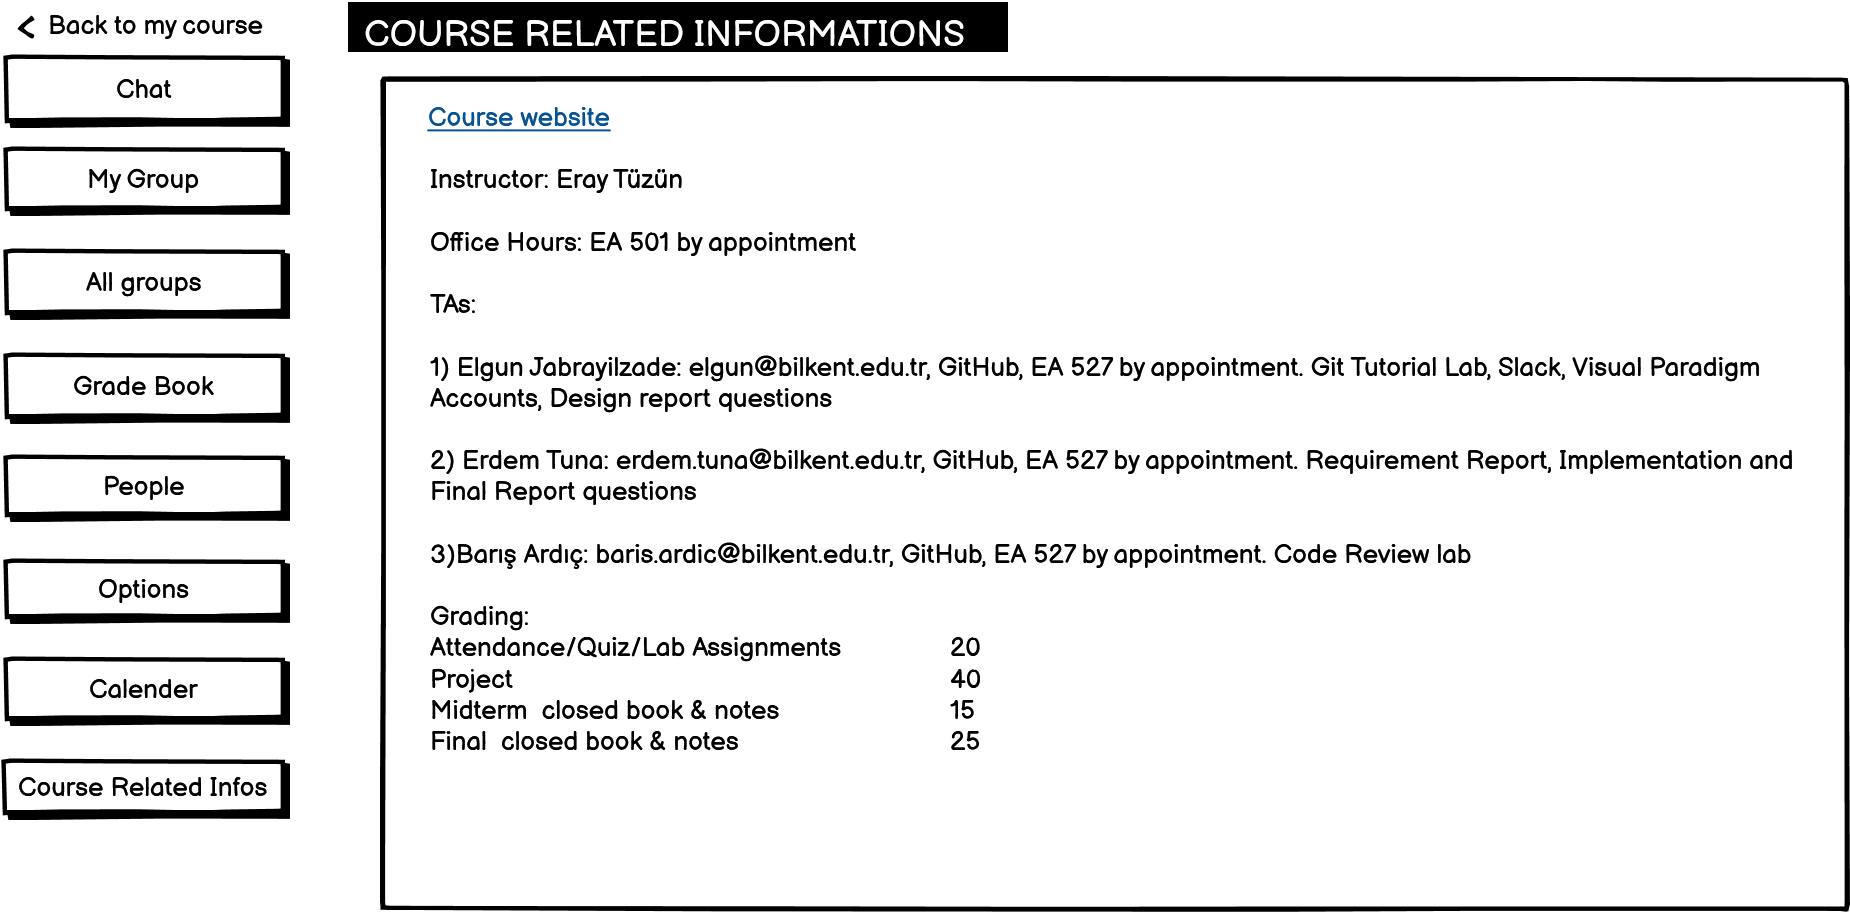 Back to my course
Chat
My Group
All groups
Grade Book
People
Options
Calender
Course Related Infos
COURSE RELATED INFORMATIONS
Course website
Instructor: Eray Tüzün
Office Hours: EA 501 by appointment
TAs:
1) Elgun Jabrayilzade: elgun@bilkent.edu.tr, GitHub, EA 527 by appointment. Git Tutorial Lab, Slack, Visual Paradigm
Accounts, Design report questions
2) Erdem Tuna: erdem.tuna@bilkent.edu.tr, GitHub, EA 527 by appointment. Requirement Report, Implementation and
Final Report questions
3)Barış Ardıç: baris.ardic@bilkent.edu.tr, GitHub, EA 527 by appointment. Code Review lab
Grading:
Attendance/Quiz/Lab Assignments 20
Project 40
Midterm closed book & notes 15
Final closed book & notes 25